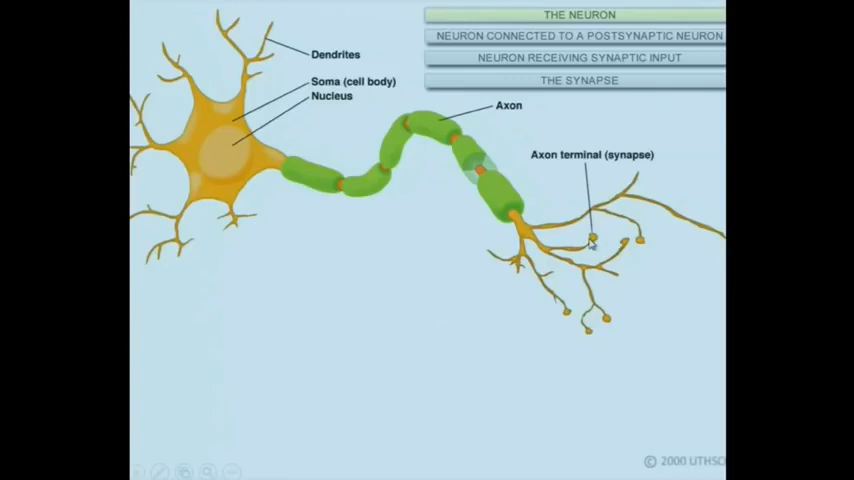 THE NEURON
NEURON CONNECTED TO A POSTSYNAPTIC NEURON
NEURON RECEIVING SYNAPTIC INPUT
THE SYNAPSE
Dendrites
Soma (cell body)
Nucleus
Axon
Axon terminal (synapse)
© 2000 UTHSC